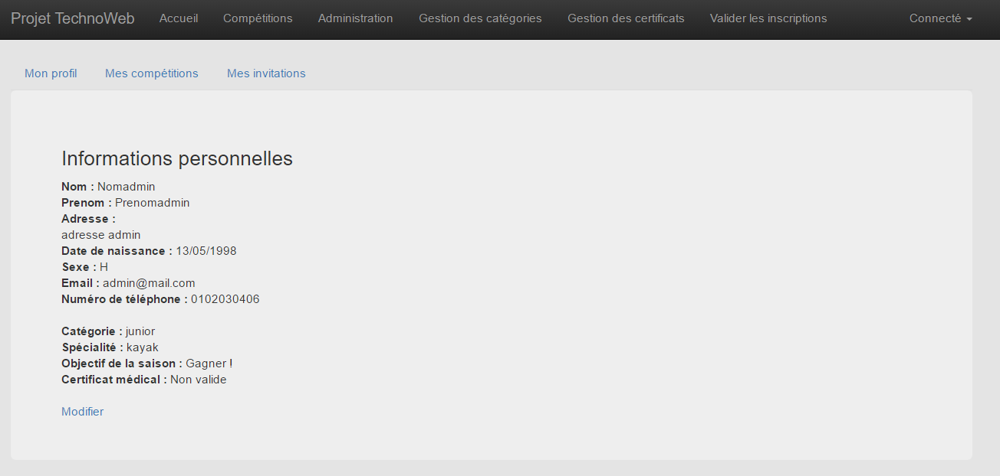 Projet TechnoWeb Accueil Compétitions Administration Gestion des catégories Gestion des certificats Valider les inscriptions Connecté
Mon profil Mes compétitions Mes invitations
Informations personnelles
Nom : Nomadmin
Prenom : Prenomadmin
Adresse :
adresse admin
Date de naissance : 13/05/1998
Sexe : H
Email : admin@mail.com
Numéro de téléphone : 0102030406
Catégorie : junior
Spécialité : kayak
Objectif de la saison : Gagner !
Certificat médical : Non valide
Modifier